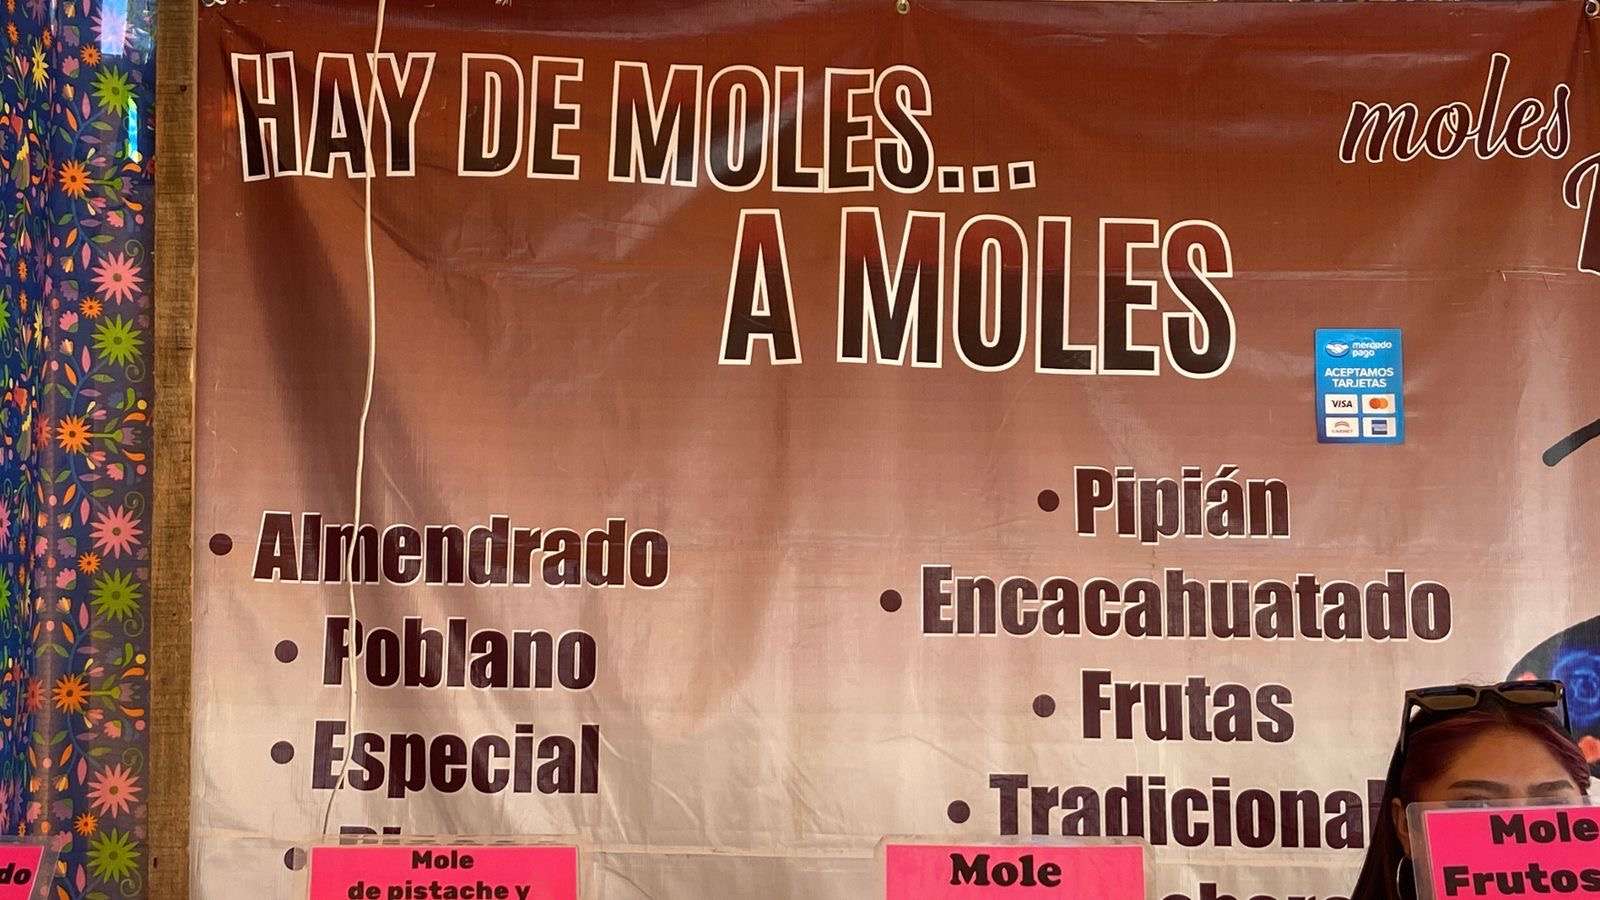 HAY DE MOLES...
A MOLES
moles
mercado
pago
ACEPTAMOS
TARJETAS
VISA
• Almendrado
• Poblano
• Especial
• Pipián
• Encacahuatado
• Frutas
• Tradicional
Mole
de pistache y
Mole
Mole
Frutos
do